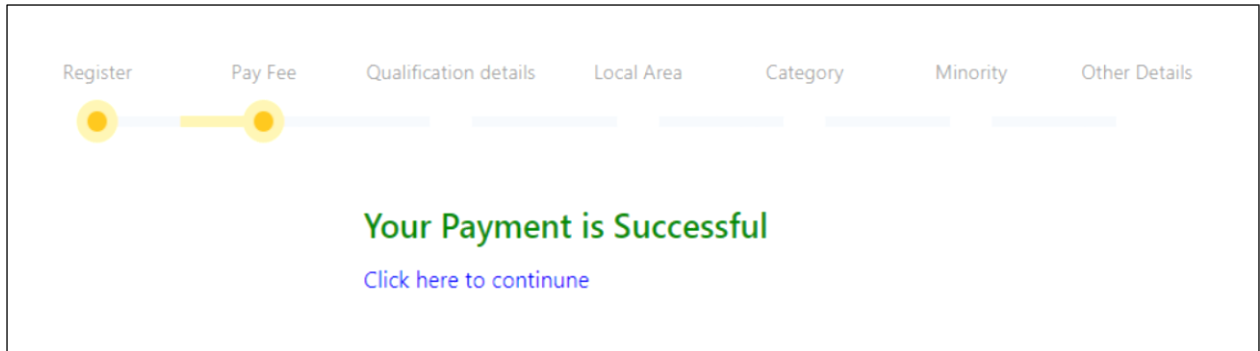 Register Pay Fee Qualification details Local Area Category Minority Other Details
Your Payment is Successful
Click here to continune